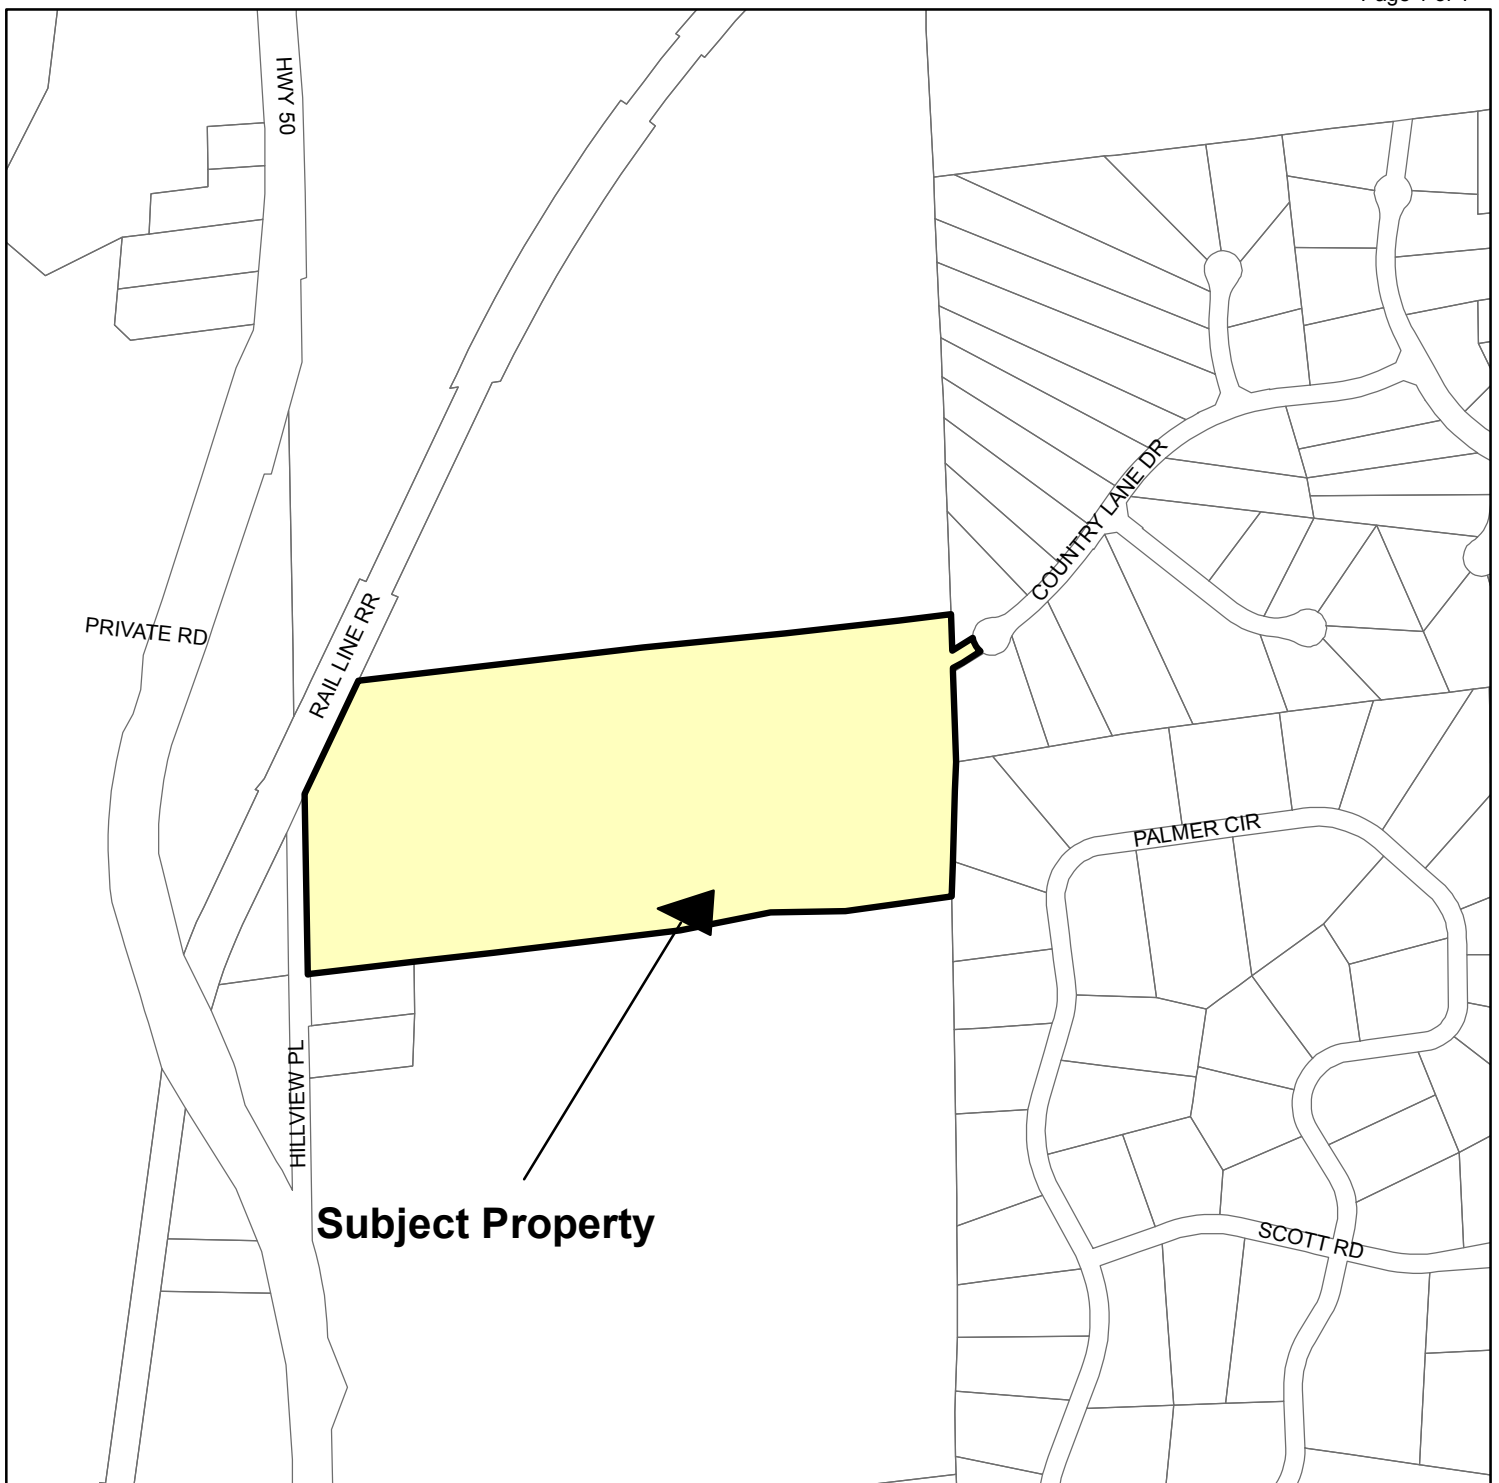 HWY 50
COUNTRY LANE DR
PRIVATE RD
RAIL LINE RR
PALMER CIR
HILLVIEW PL
Subject Property
SCOTT RD